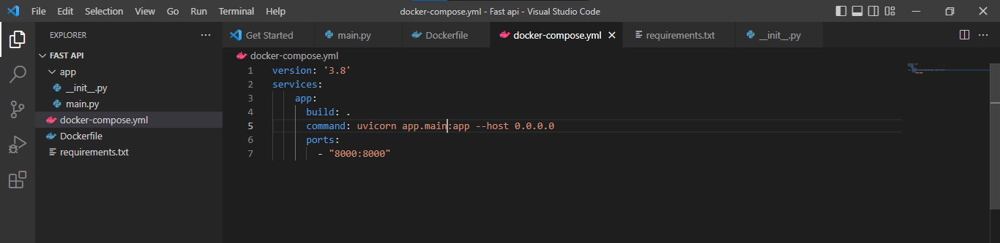 File Edit Selection View Go Run Terminal Help docker-compose.yml - Fast api - Visual Studio Code
EXPLORER
FAST API
app
__init__.py
main.py
docker-compose.yml
Dockerfile
requirements.txt
Get Started main.py Dockerfile docker-compose.yml requirements.txt __init__.py
docker-compose.yml
1 version: '3.8'
2 services:
3 app:
4 build: .
5 command: uvicorn app.main:app --host 0.0.0.0
6 ports:
7 - "8000:8000"